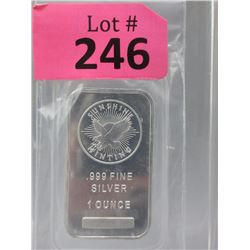 Lot #
246
SUNSHINE
MINTING
.999 FINE
SILVER
1 OUNCE